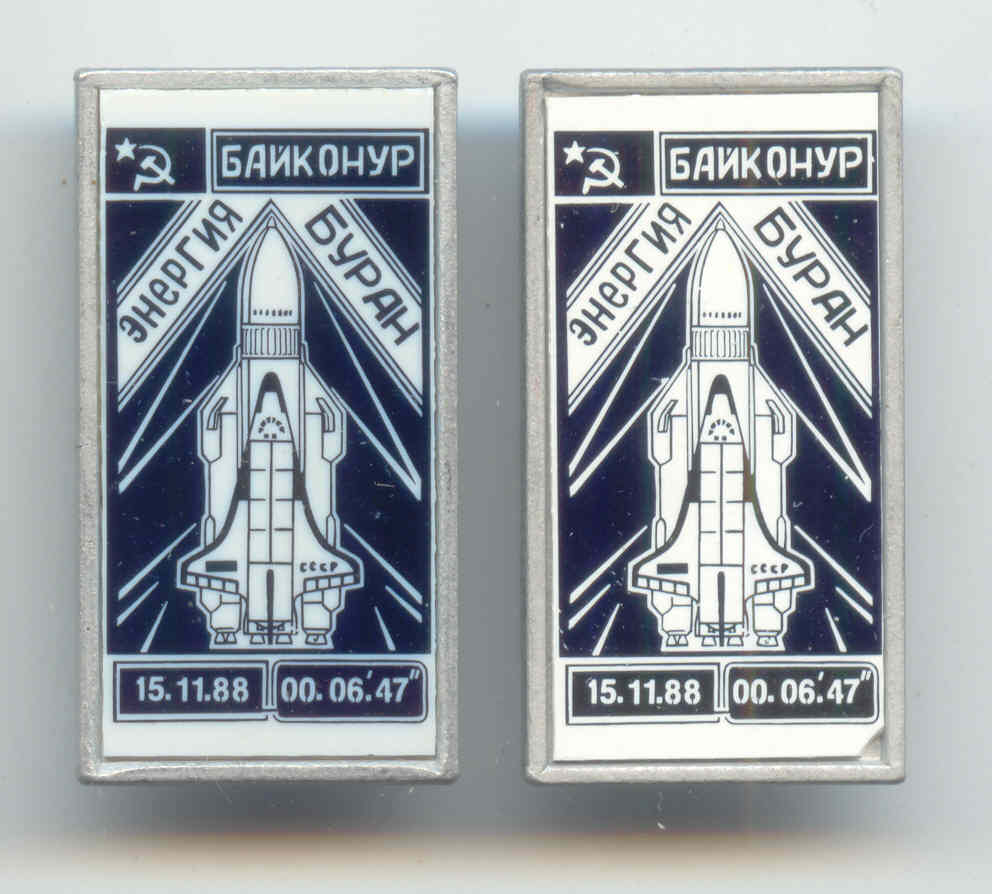 БАЙКОНУР
ЭНЕРГИЯ
БУРАН
СССР
15.11.88
00.06.'47"
БАЙКОНУР
ЭНЕРГИЯ
БУРАН
СССР
15.11.88
00.06.'47"